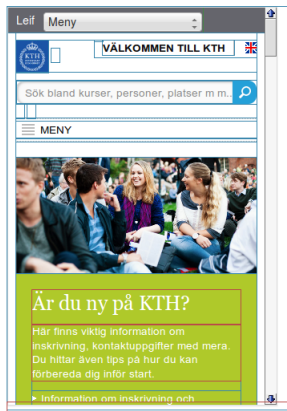 Leif Meny
KTH
VÄLKOMMEN TILL KTH
Sök bland kurser, personer, platser m m..
MENY
Är du ny på KTH?
Här finns viktig information om
inskrivning, kontaktuppgifter med mera.
Du hittar även tips på hur du kan
förbereda dig inför start.
Information om inskrivning och